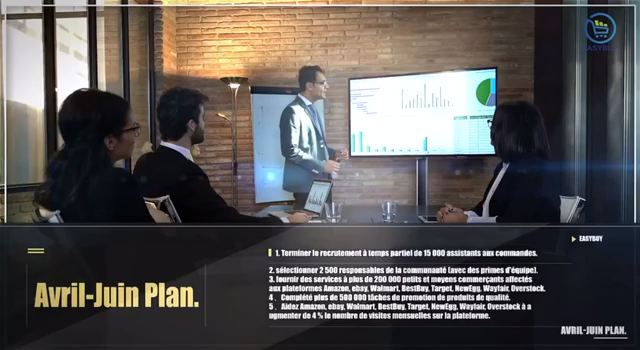 EASYBUY
EASYBUY
Avril-Juin Plan.
1. Terminer le recrutement à temps partiel de 15 000 assistants aux commandes.
2. sélectionner 2 500 responsables de la communauté (avec des primes d'équipe).
3. fournir des services à plus de 200 000 petits et moyens commerçants affectés
aux plateformes Amazon, ebay, Walmart, BestBuy, Target, NewEgg, Wayfair, Overstock.
4 . Complété plus de 500 000 tâches de promotion de produits de qualité.
5 . Aidez Amazon, ebay, Walmart, BestBuy, Target, NewEgg, Wayfair, Overstock à a
ugmenter de 4 % le nombre de visites mensuelles sur la plateforme.
AVRIL-JUIN PLAN.